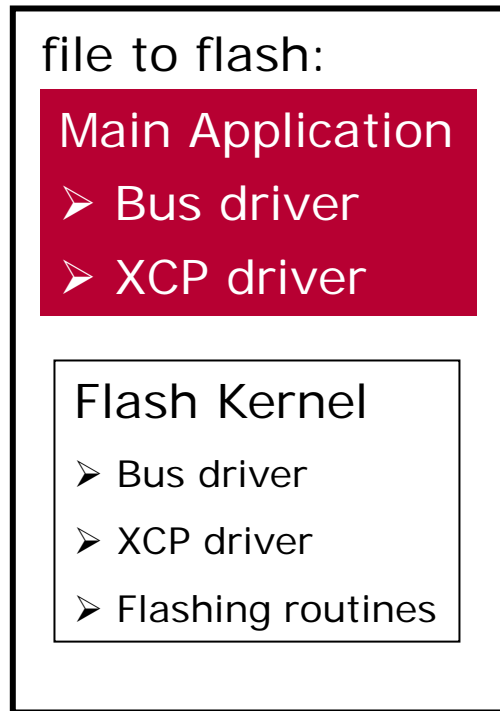 file to flash:
Main Application
➢ Bus driver
➢ XCP driver
Flash Kernel
➢ Bus driver
➢ XCP driver
➢ Flashing routines